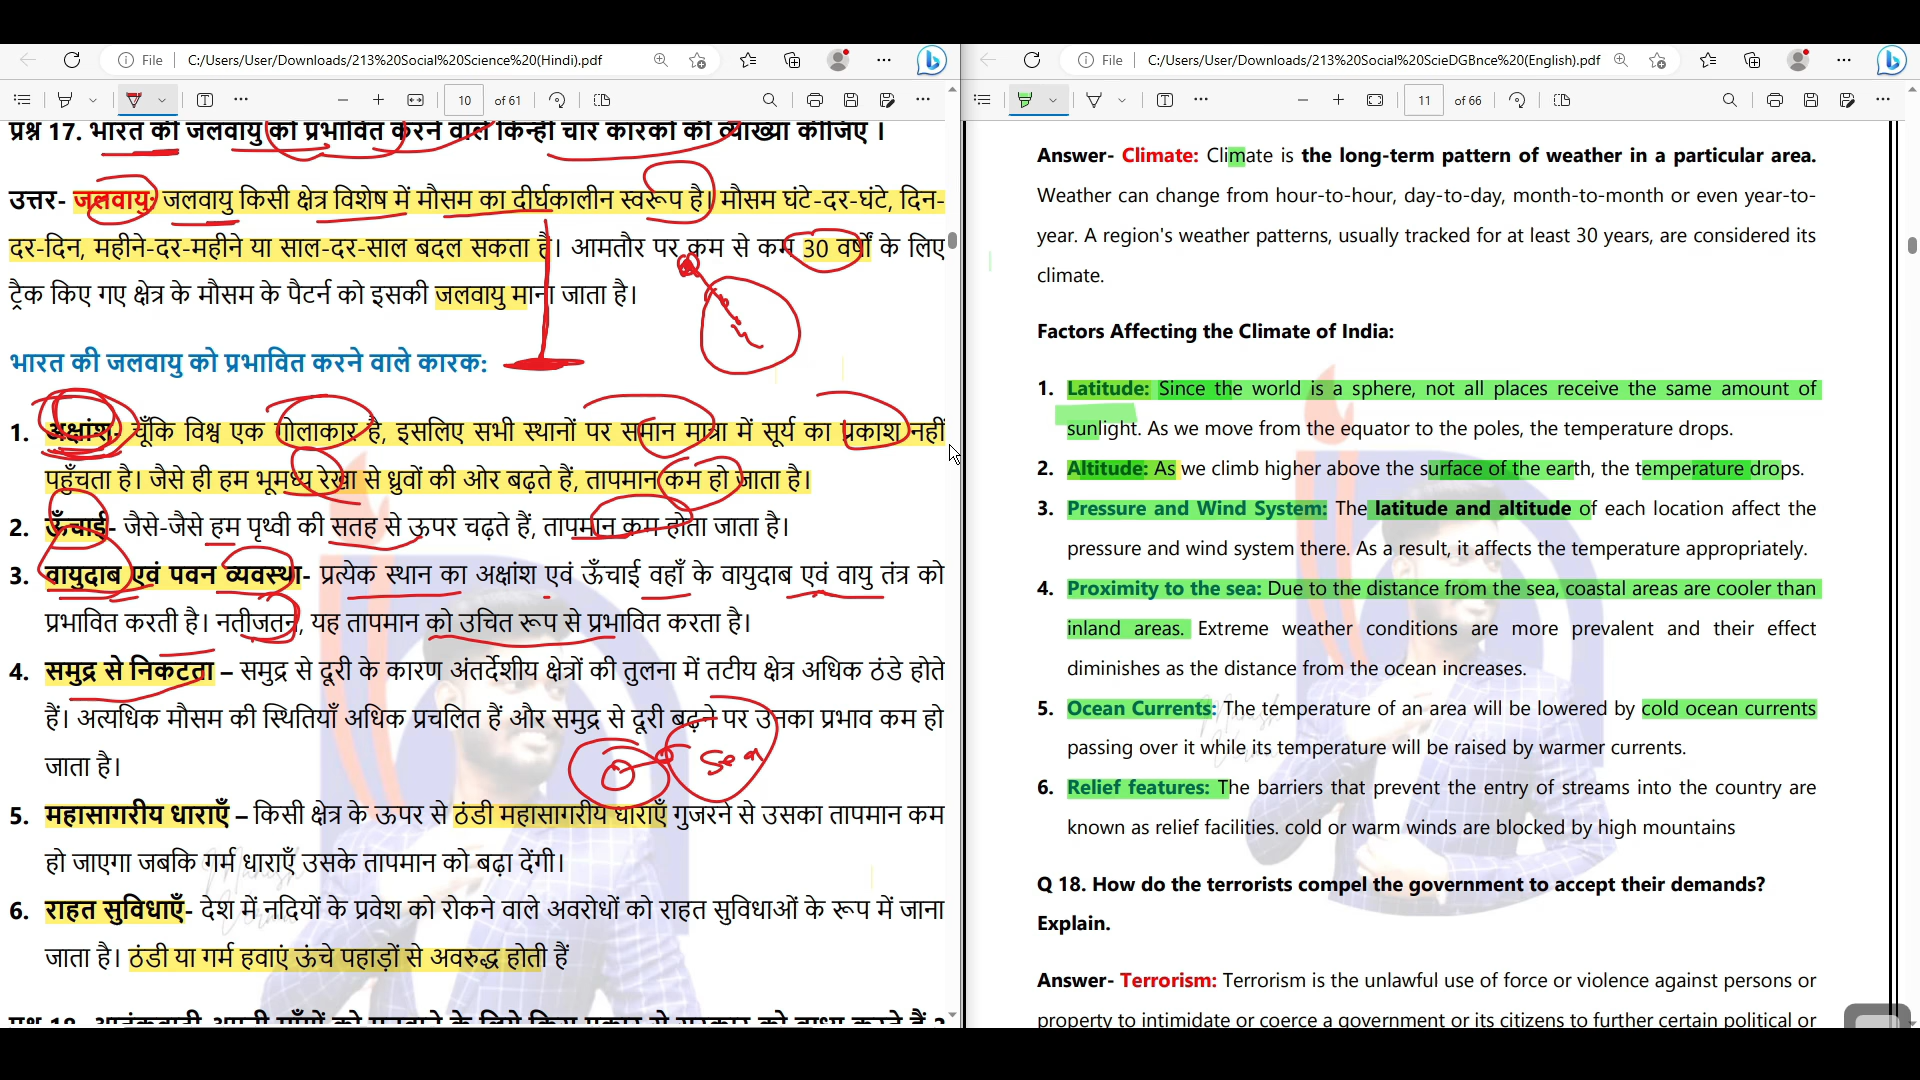 File C:/Users/User/Downloads/213%20Social%20Science%20(Hindi).pdf
10 of 61
प्रश्न 17. भारत की जलवायु को प्रभावित करने वाले किन्हीं चार कारकों की व्याख्या कीजिए ।
उत्तर- जलवायु: जलवायु किसी क्षेत्र विशेष में मौसम का दीर्घकालीन स्वरूप है। मौसम घंटे-दर-घंटे, दिन-
दर-दिन, महीने-दर-महीने या साल-दर-साल बदल सकता है। आमतौर पर कम से कम 30 वर्षों के लिए
ट्रैक किए गए क्षेत्र के मौसम के पैटर्न को इसकी जलवायु माना जाता है।
भारत की जलवायु को प्रभावित करने वाले कारक:
1. अक्षांश- चूँकि विश्व एक गोलाकार है, इसलिए सभी स्थानों पर समान मात्रा में सूर्य का प्रकाश नहीं
पहुँचता है। जैसे ही हम भूमध्य रेखा से ध्रुवों की ओर बढ़ते हैं, तापमान कम हो जाता है।
2. ऊँचाई- जैसे-जैसे हम पृथ्वी की सतह से ऊपर चढ़ते हैं, तापमान कम होता जाता है।
3. वायुदाब एवं पवन व्यवस्था- प्रत्येक स्थान का अक्षांश एवं ऊँचाई वहाँ के वायुदाब एवं वायु तंत्र को
प्रभावित करती है। नतीजतन, यह तापमान को उचित रूप से प्रभावित करता है।
4. समुद्र से निकटता – समुद्र से दूरी के कारण अंतर्देशीय क्षेत्रों की तुलना में तटीय क्षेत्र अधिक ठंडे होते
हैं। अत्यधिक मौसम की स्थितियाँ अधिक प्रचलित हैं और समुद्र से दूरी बढ़ने पर उनका प्रभाव कम हो
जाता है।
Sea
5. महासागरीय धाराएँ – किसी क्षेत्र के ऊपर से ठंडी महासागरीय धाराएँ गुजरने से उसका तापमान कम
हो जाएगा जबकि गर्म धाराएँ उसके तापमान को बढ़ा देंगी।
6. राहत सुविधाएँ- देश में नदियों के प्रवेश को रोकने वाले अवरोधों को राहत सुविधाओं के रूप में जाना
जाता है। ठंडी या गर्म हवाएं ऊंचे पहाड़ों से अवरुद्ध होती हैं
File C:/Users/User/Downloads/213%20Social%20ScieDGBnce%20(English).pdf
11 of 66
Answer- Climate: Climate is the long-term pattern of weather in a particular area.
Weather can change from hour-to-hour, day-to-day, month-to-month or even year-to-
year. A region's weather patterns, usually tracked for at least 30 years, are considered its
climate.
Factors Affecting the Climate of India:
1. Latitude: Since the world is a sphere, not all places receive the same amount of
sunlight. As we move from the equator to the poles, the temperature drops.
2. Altitude: As we climb higher above the surface of the earth, the temperature drops.
3. Pressure and Wind System: The latitude and altitude of each location affect the
pressure and wind system there. As a result, it affects the temperature appropriately.
4. Proximity to the sea: Due to the distance from the sea, coastal areas are cooler than
inland areas. Extreme weather conditions are more prevalent and their effect
diminishes as the distance from the ocean increases.
5. Ocean Currents: The temperature of an area will be lowered by cold ocean currents
passing over it while its temperature will be raised by warmer currents.
6. Relief features: The barriers that prevent the entry of streams into the country are
known as relief facilities. cold or warm winds are blocked by high mountains
Q 18. How do the terrorists compel the government to accept their demands?
Explain.
Answer- Terrorism: Terrorism is the unlawful use of force or violence against persons or
property to intimidate or coerce a government or its citizens to further certain political or